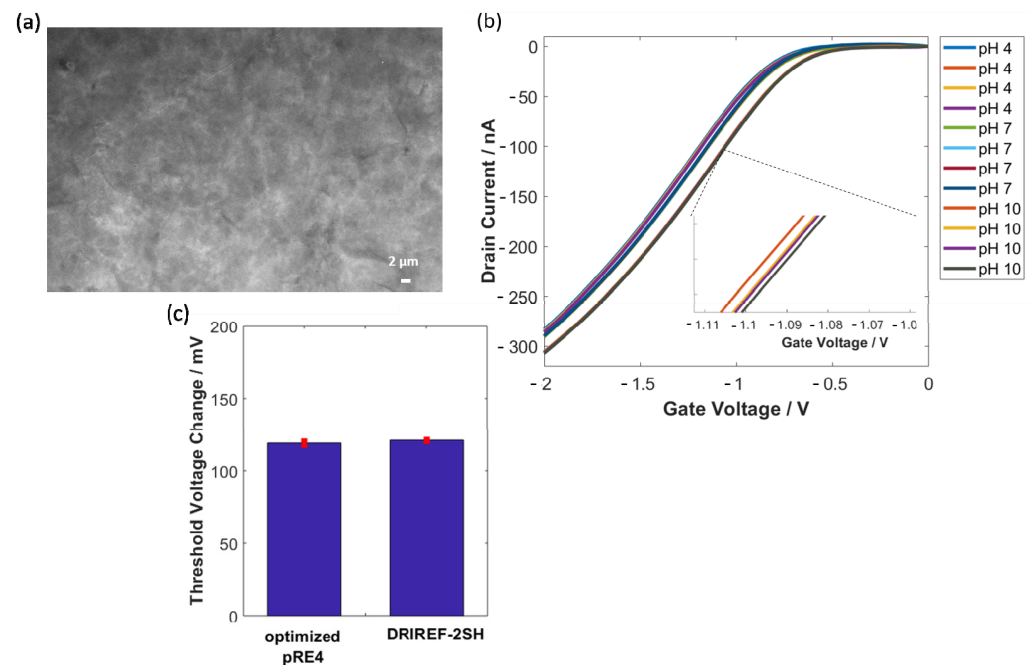 (a)
2 μm
(b)
Drain Current / nA
0
-50
-100
-150
-200
-250
-300
-2
-1.5
-1
-0.5
0
Gate Voltage / V
-1.11
-1.1
-1.09
-1.08
-1.07
-1.0
Gate Voltage / V
pH 4
pH 4
pH 4
pH 4
pH 7
pH 7
pH 7
pH 7
pH 10
pH 10
pH 10
pH 10
(c)
Threshold Voltage Change / mV
200
150
100
50
0
optimized
pRE4
DRIREF-2SH